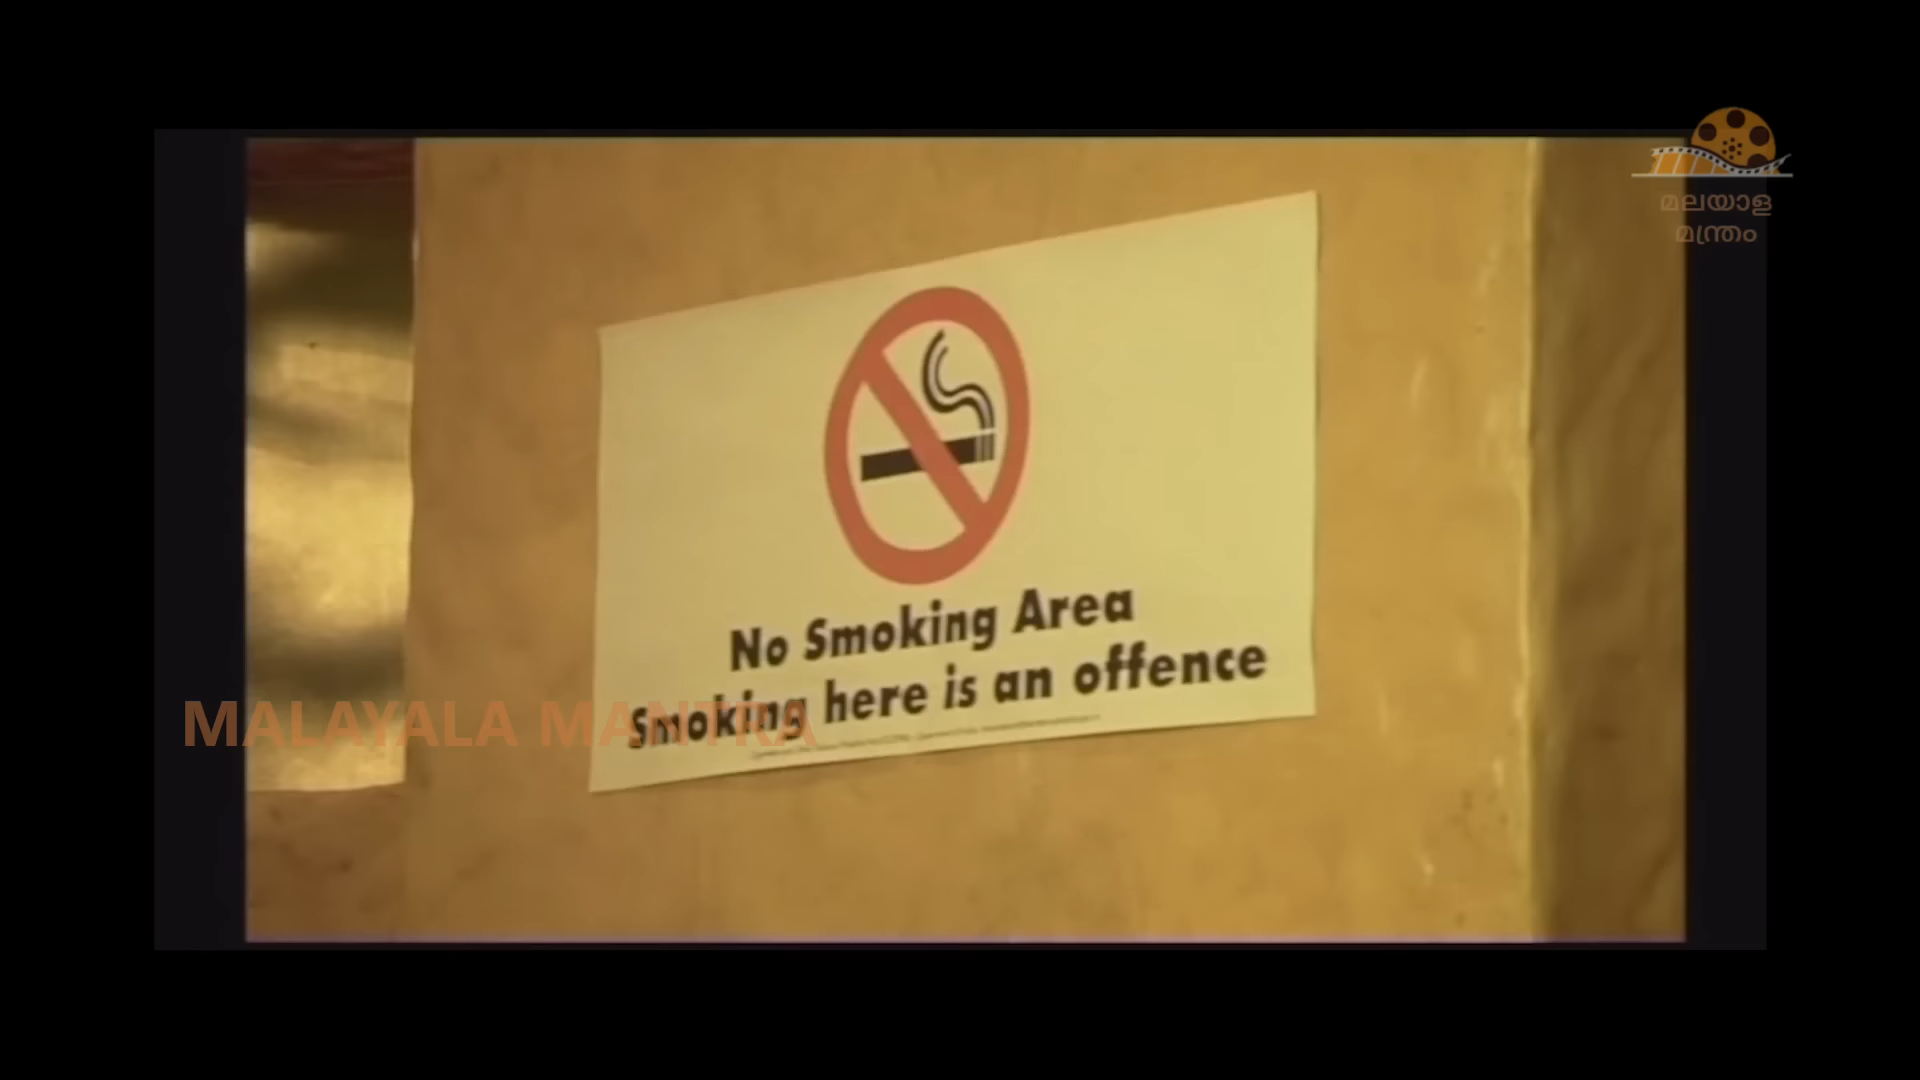 മലയാള
മന്ത്രം
No Smoking Area
Smoking here is an offence
MALAYALA MANTRA